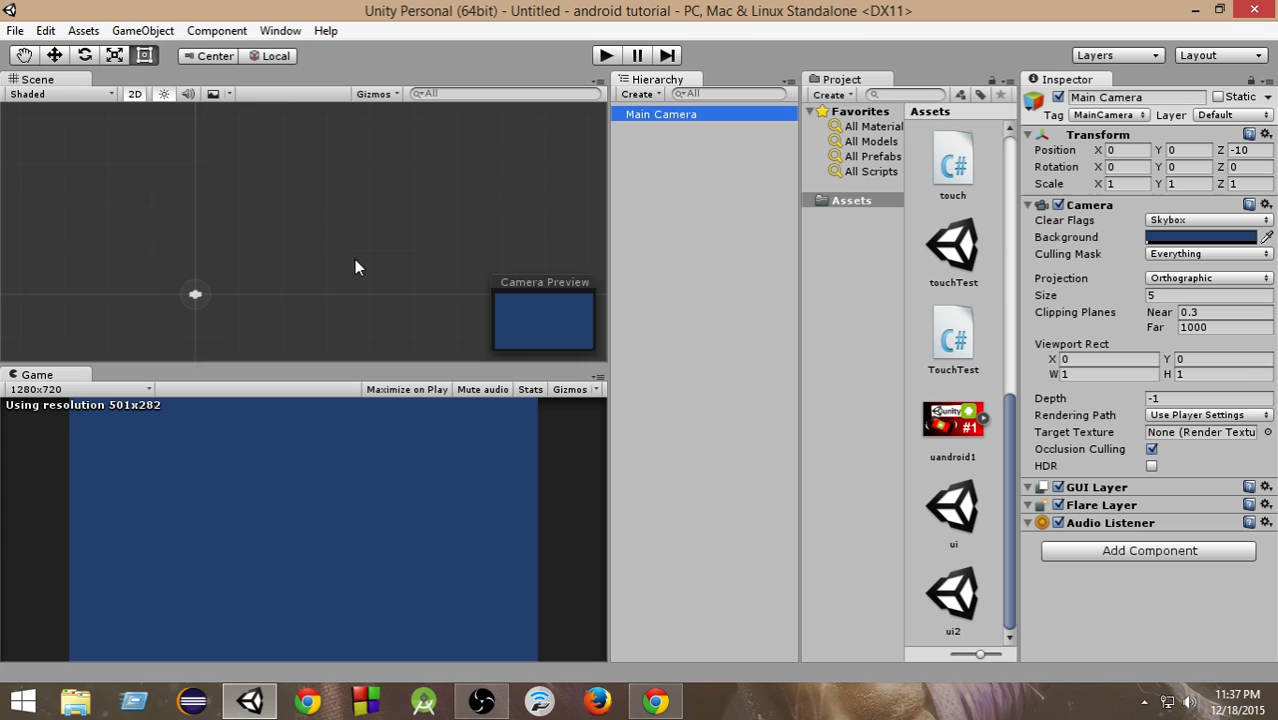 Unity Personal (64bit) - Untitled - android tutorial - PC, Mac & Linux Standalone <DX11>
File Edit Assets GameObject Component Window Help
Center Local Layers Layout
Scene
Shaded 2D Gizmos All
Hierarchy
Create All
Main Camera
Project
Create
Favorites
All Material
All Models
All Prefabs
All Scripts
Assets
Assets
touch
touchTest
TouchTest
unity
#1
uandroid1
ui
ui2
Inspector
Main Camera Static
Tag MainCamera Layer Default
Transform
Position X 0 Y 0 Z -10
Rotation X 0 Y 0 Z 0
Scale X 1 Y 1 Z 1
Camera
Clear Flags Skybox
Background
Culling Mask Everything
Projection Orthographic
Size 5
Clipping Planes Near 0.3
Far 1000
Viewport Rect
X 0 Y 0
W 1 H 1
Depth -1
Rendering Path Use Player Settings
Target Texture None (Render Textu
Occlusion Culling
HDR
GUI Layer
Flare Layer
Audio Listener
Add Component
Camera Preview
Game
1280x720 Maximize on Play Mute audio Stats Gizmos
Using resolution 501x282
11:37 PM
12/18/2015